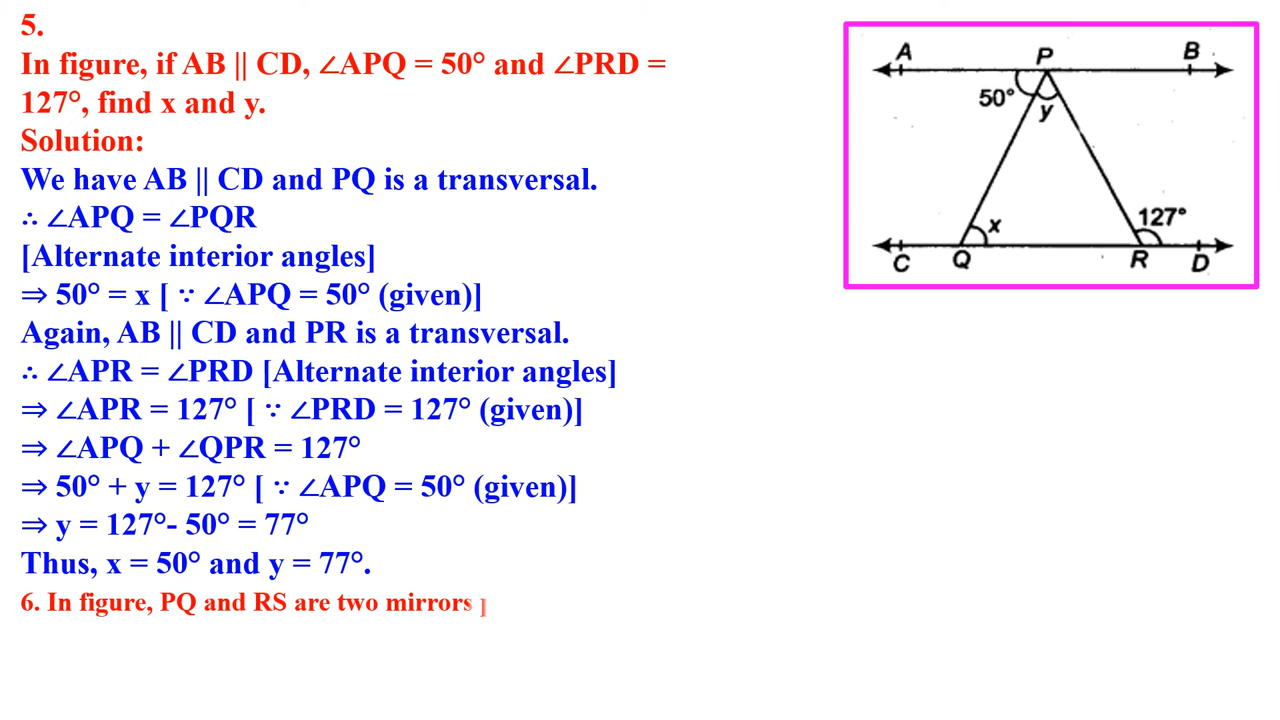 5.
In figure, if AB || CD, ∠APQ = 50° and ∠PRD =
127°, find x and y.
Solution:
We have AB || CD and PQ is a transversal.
∴ ∠APQ = ∠PQR
[Alternate interior angles]
⇒ 50° = x [ ∵ ∠APQ = 50° (given)]
Again, AB || CD and PR is a transversal.
∴ ∠APR = ∠PRD [Alternate interior angles]
⇒ ∠APR = 127° [ ∵ ∠PRD = 127° (given)]
⇒ ∠APQ + ∠QPR = 127°
⇒ 50° + y = 127° [ ∵ ∠APQ = 50° (given)]
⇒ y = 127°- 50° = 77°
Thus, x = 50° and y = 77°.
6. In figure, PQ and RS are two mirrors
A P B
50° y
x 127°
C Q R D